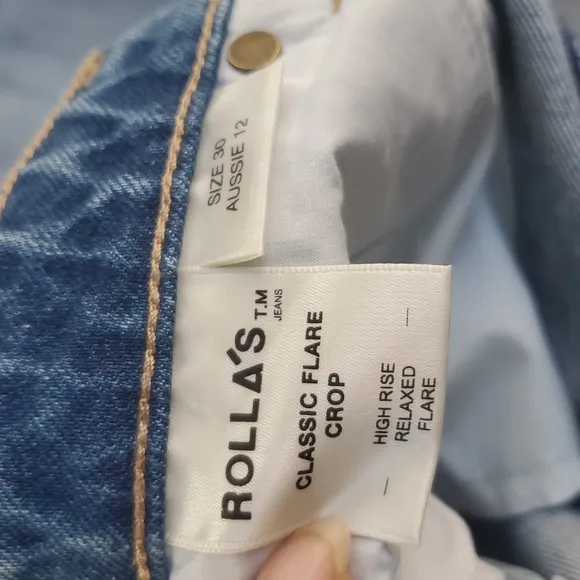 SIZE 30
AUSSIE 12
ROLLA'S T.M
JEANS
CLASSIC FLARE
CROP
— HIGH RISE —
RELAXED
FLARE